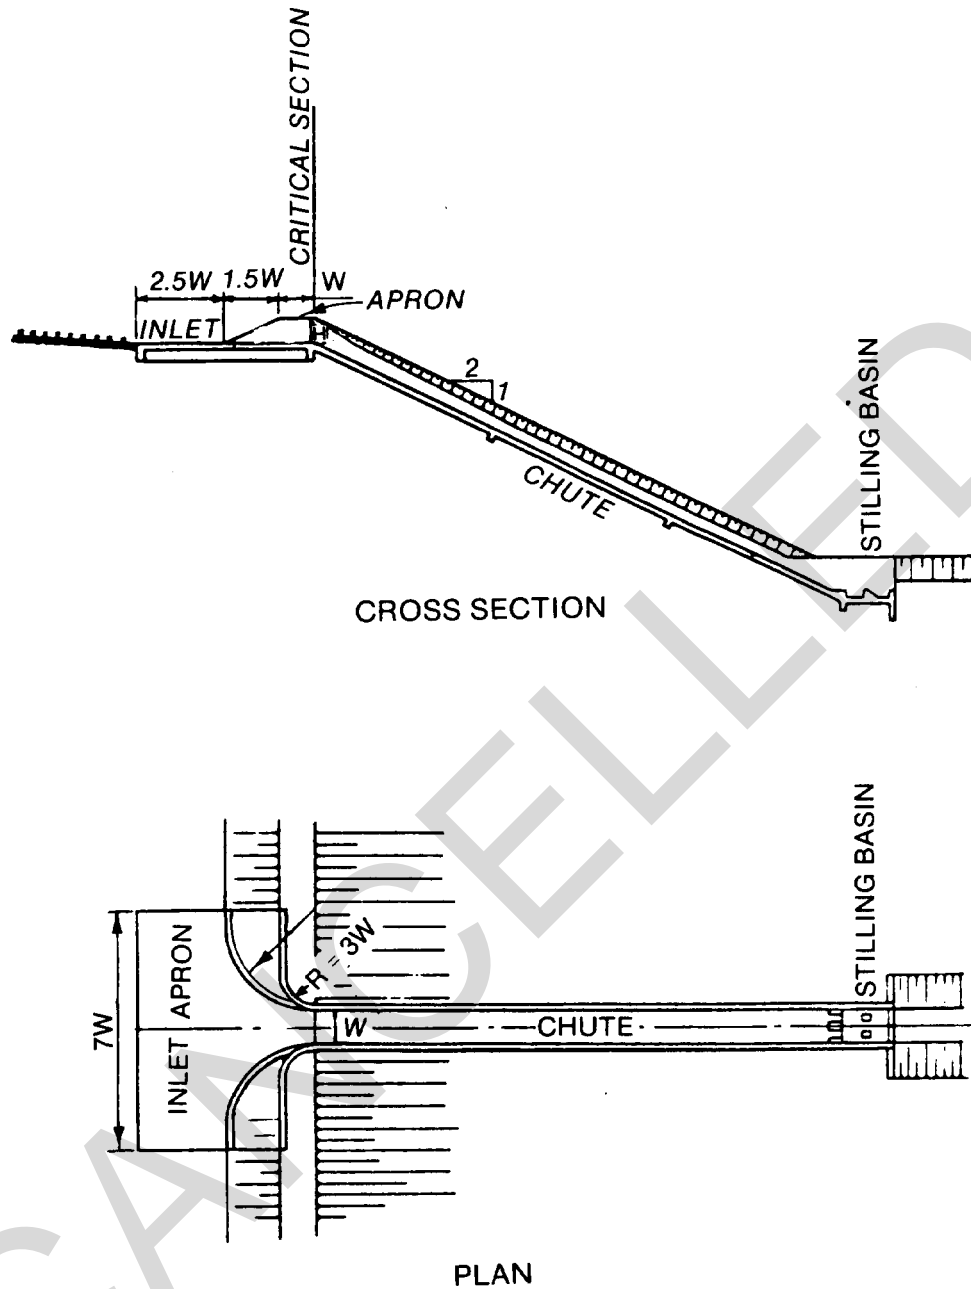 CRITICAL SECTION
2.5W
1.5W
W
APRON
INLET
H
2
1
CHUTE
STILLING BASIN
CROSS SECTION
7W
INLET APRON
R = 3W
W
CHUTE
STILLING BASIN
PLAN
CANCELLED